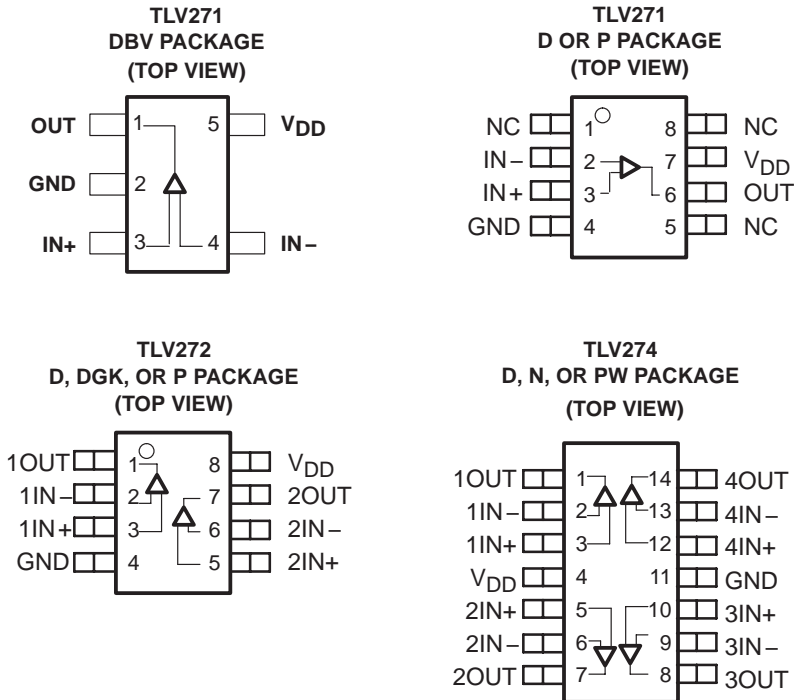 TLV271
DBV PACKAGE
(TOP VIEW)
OUT 1 5 VDD
GND 2
IN+ 3 4 IN−
TLV271
D OR P PACKAGE
(TOP VIEW)
NC 1 8 NC
IN− 2 7 VDD
IN+ 3 6 OUT
GND 4 5 NC
TLV272
D, DGK, OR P PACKAGE
(TOP VIEW)
1OUT 1 8 VDD
1IN− 2 7 2OUT
1IN+ 3 6 2IN−
GND 4 5 2IN+
TLV274
D, N, OR PW PACKAGE
(TOP VIEW)
1OUT 1 14 4OUT
1IN− 2 13 4IN−
1IN+ 3 12 4IN+
VDD 4 11 GND
2IN+ 5 10 3IN+
2IN− 6 9 3IN−
2OUT 7 8 3OUT